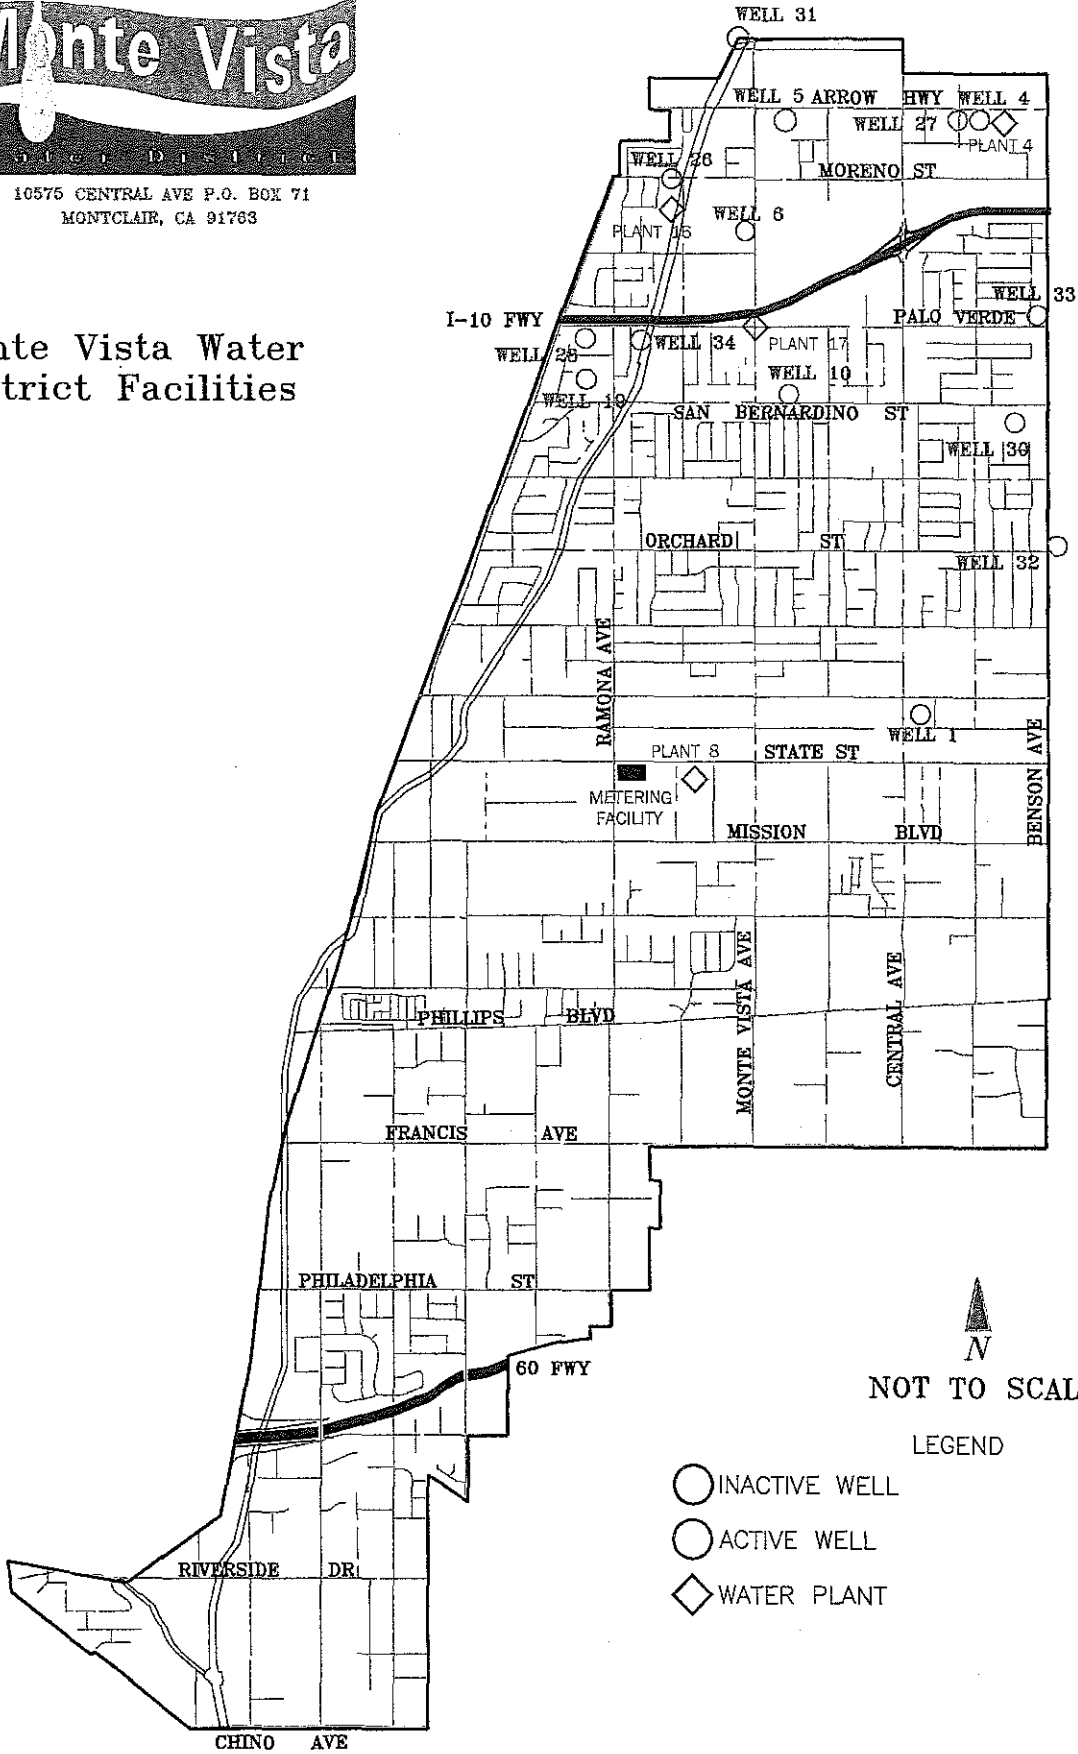 Monte Vista
Water District
10575 CENTRAL AVE P.O. BOX 71
MONTCLAIR, CA 91763
nte Vista Water
trict Facilities
WELL 31
WELL 5
ARROW HWY
WELL 4
WELL 27
PLANT 4
WELL 26
MORENO ST
PLANT 16
WELL 6
WELL 33
I-10 FWY
PALO VERDE
WELL 28
WELL 34
PLANT 17
WELL 10
WELL 19
SAN BERNARDINO ST
WELL 30
ORCHARD ST
WELL 32
RAMONA AVE
WELL 1
BENSON AVE
PLANT 8
STATE ST
METERING
FACILITY
MISSION BLVD
MONTE VISTA AVE
CENTRAL AVE
PHILLIPS BLVD
FRANCIS AVE
PHILADELPHIA ST
60 FWY
N
NOT TO SCAL
LEGEND
INACTIVE WELL
ACTIVE WELL
WATER PLANT
RIVERSIDE DR
CHINO AVE